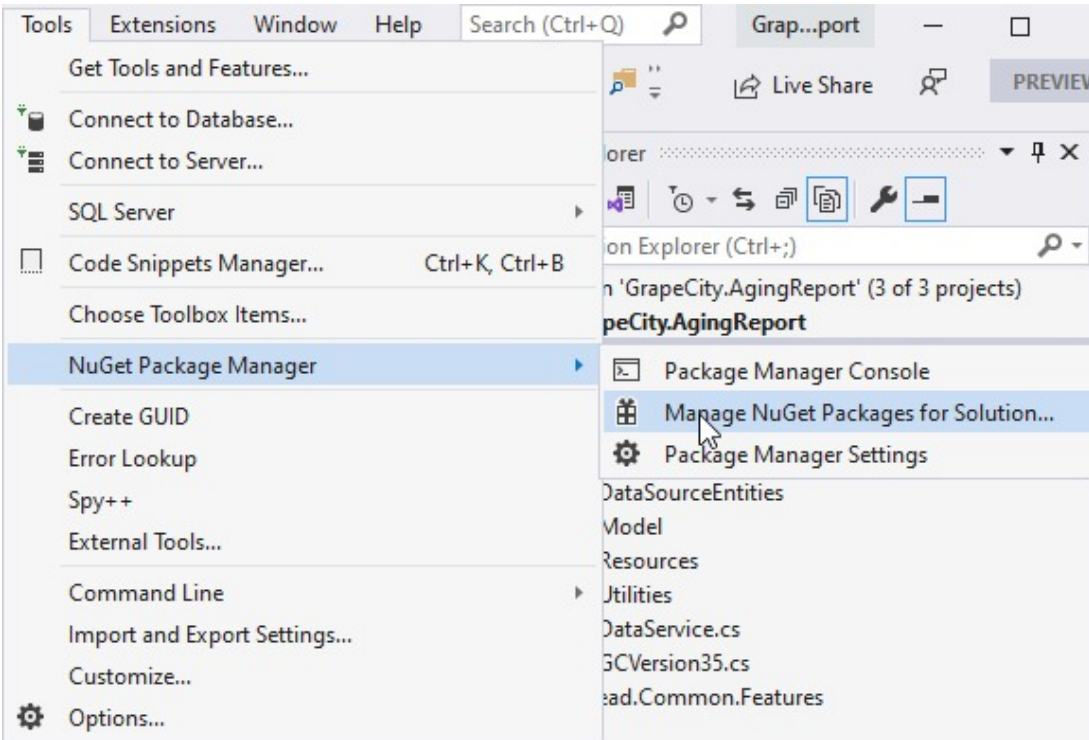 Tools Extensions Window Help Search (Ctrl+Q) Grap...port
Get Tools and Features...
Live Share PREVIEW
Connect to Database...
Connect to Server...
orer
SQL Server
ion Explorer (Ctrl+;)
Code Snippets Manager... Ctrl+K, Ctrl+B
n 'GrapeCity.AgingReport' (3 of 3 projects)
Choose Toolbox Items...
peCity.AgingReport
NuGet Package Manager
Package Manager Console
Create GUID
Manage NuGet Packages for Solution...
Error Lookup
Package Manager Settings
Spy++
DataSourceEntities
Model
External Tools...
Resources
Command Line
Utilities
Import and Export Settings...
DataService.cs
GCVersion35.cs
Customize...
ead.Common.Features
Options...